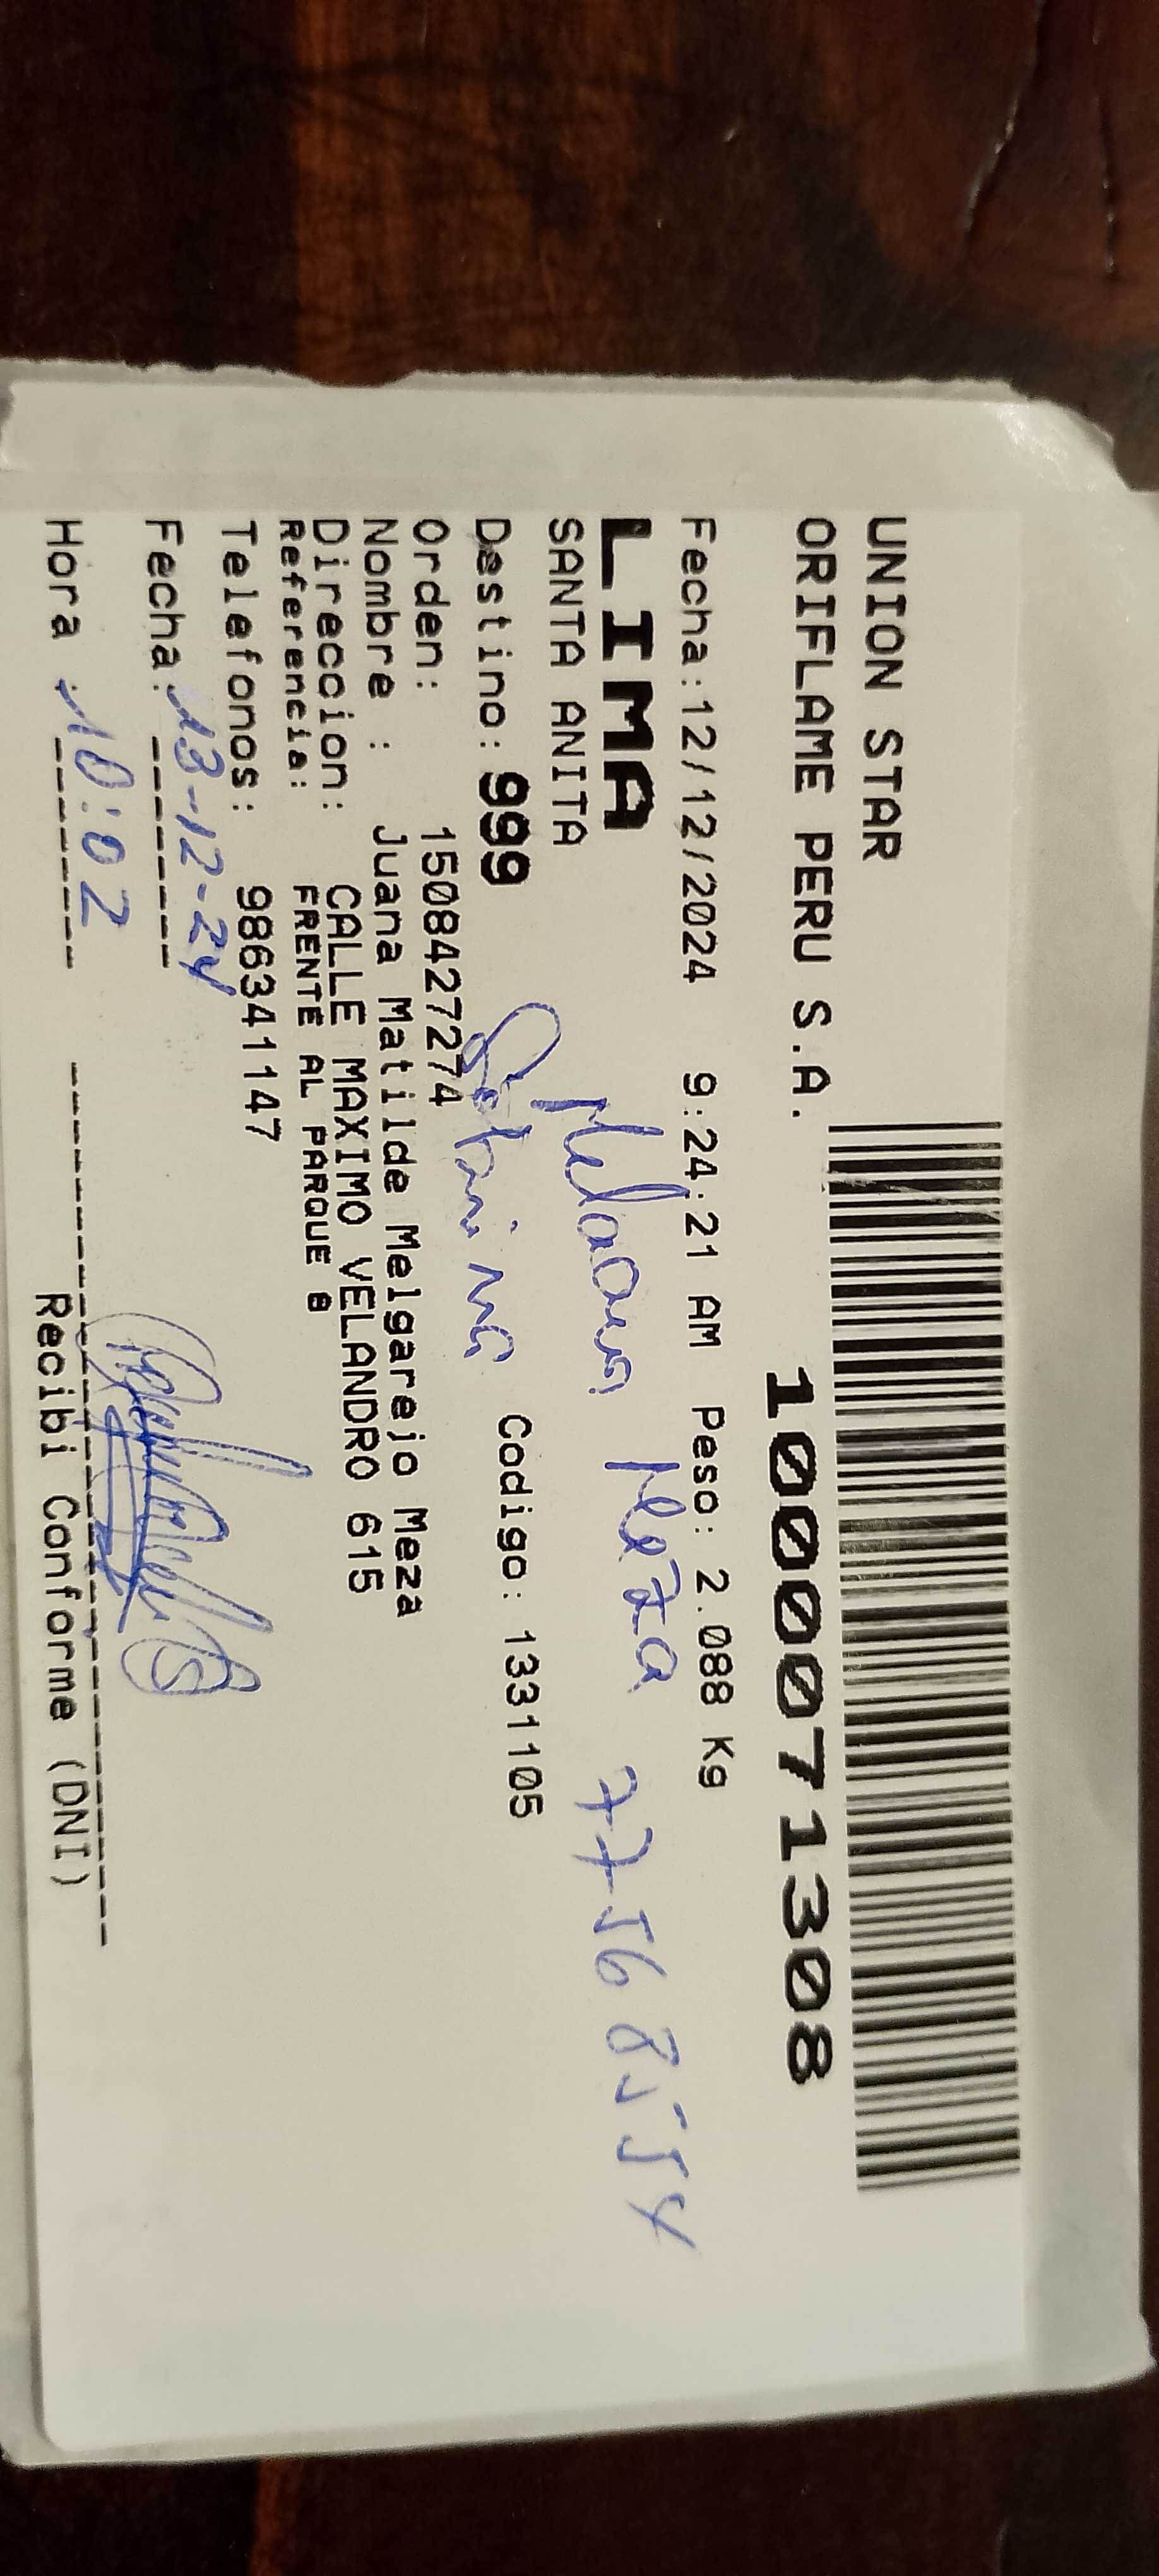 UNION STAR
ORIFLAME PERU S.A.
1000071308
Fecha:12/12/2024 9:24:21 AM Peso: 2.088 Kg
LIMA
Meza 77568554
SANTA ANITA
Destino: 999 Codigo: 1331105
Orden: 1508427274
Nombre : Juana Matilde Melgarejo Meza
Direccion: CALLE MAXIMO VELANDRO 615
Referencia: FRENTE AL PARQUE 8
Telefonos: 986341147
Fecha: 13-12-24
Hora 10:02
Recibi Conforme (DNI)